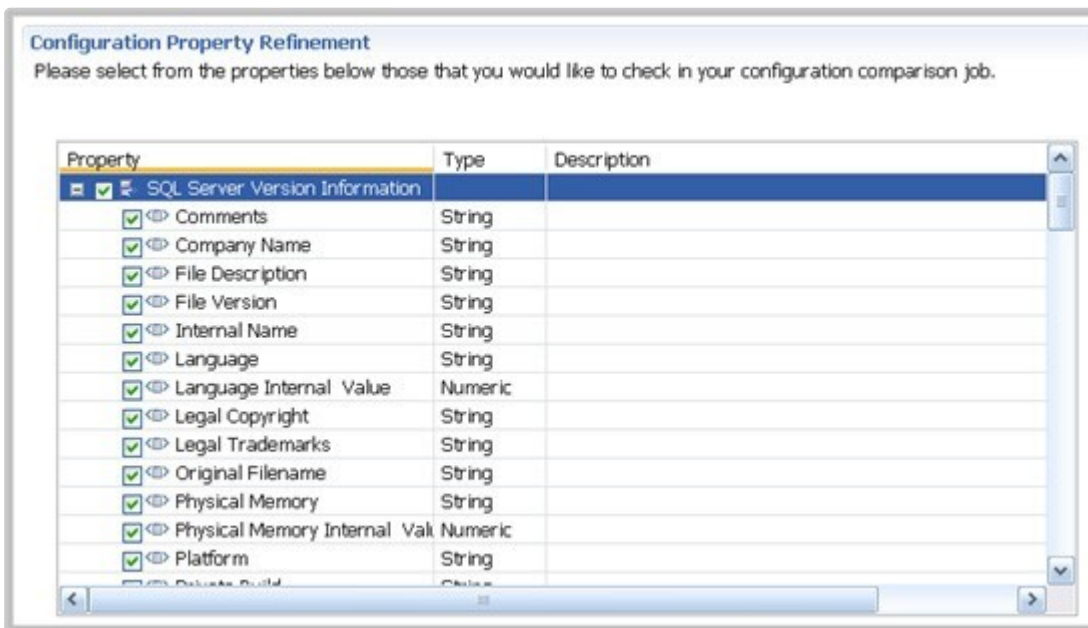 Configuration Property Refinement
Please select from the properties below those that you would like to check in your configuration comparison job.
Property Type Description
SQL Server Version Information
Comments String
Company Name String
File Description String
File Version String
Internal Name String
Language String
Language Internal Value Numeric
Legal Copyright String
Legal Trademarks String
Original Filename String
Physical Memory String
Physical Memory Internal Numeric
Platform String